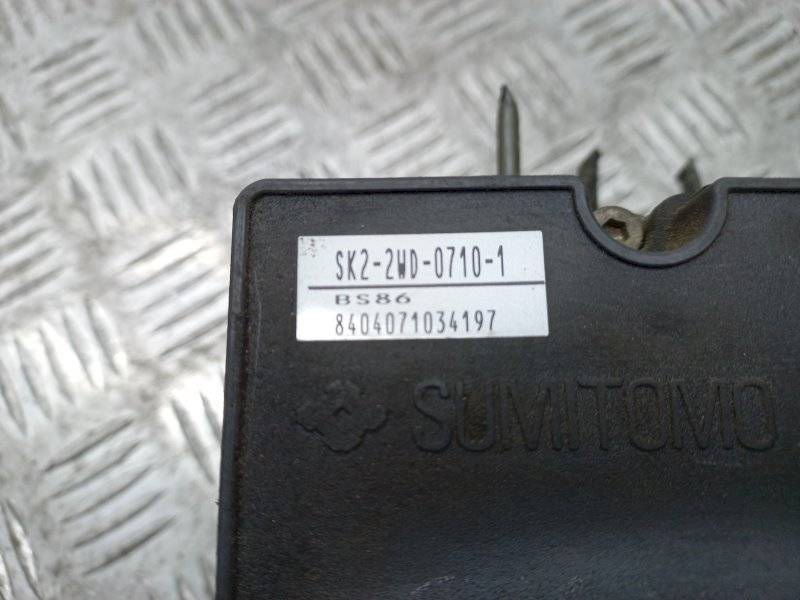 SK2-2WD-0710-1
BS86
8404071034197
SUMITOMO